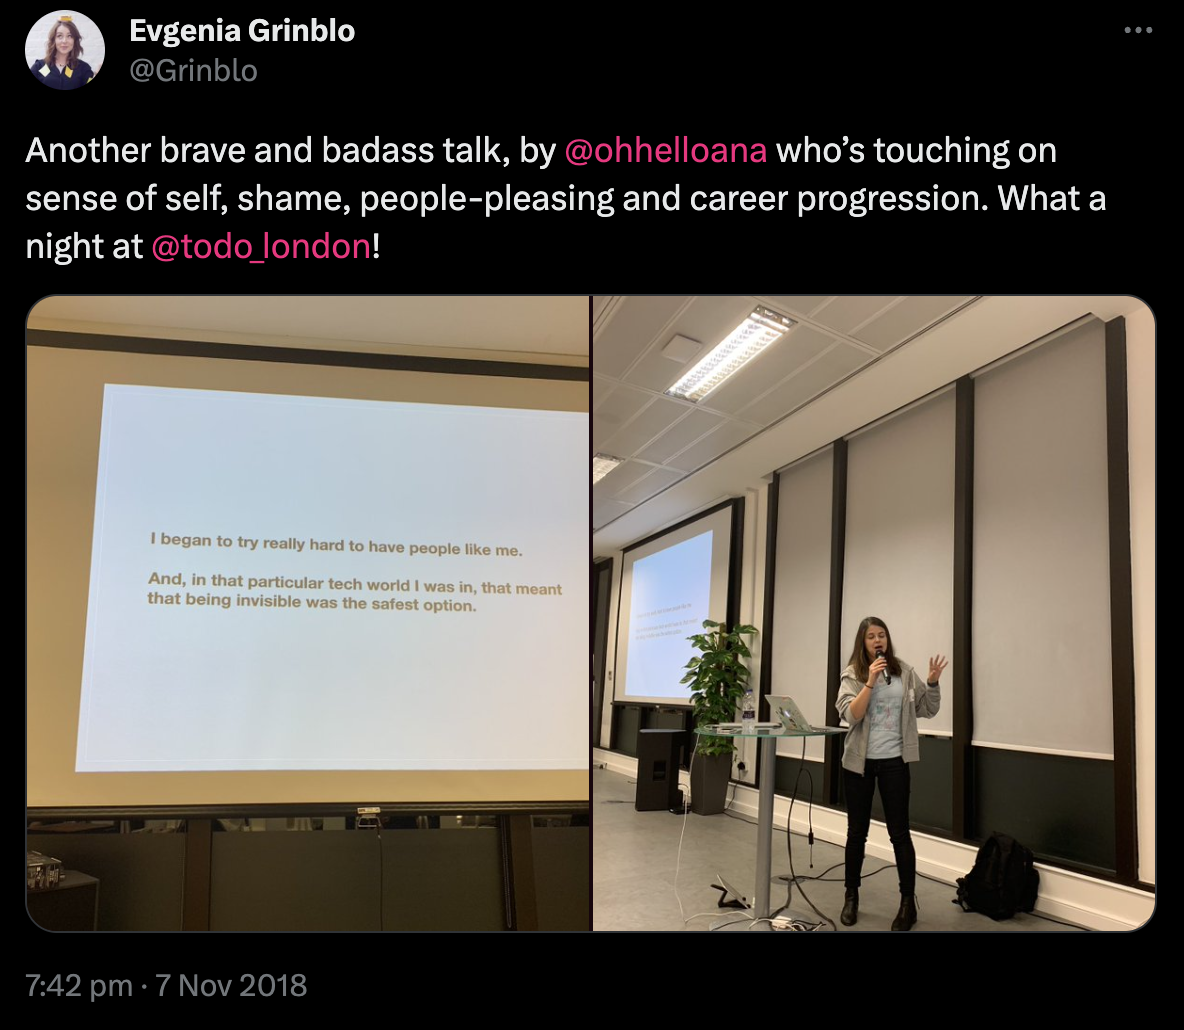 Evgenia Grinblo
@Grinblo
Another brave and badass talk, by @ohhelloana who’s touching on
sense of self, shame, people-pleasing and career progression. What a
night at @todo_london!
I began to try really hard to have people like me.
And, in that particular tech world I was in, that meant
that being invisible was the safest option.
7:42 pm · 7 Nov 2018